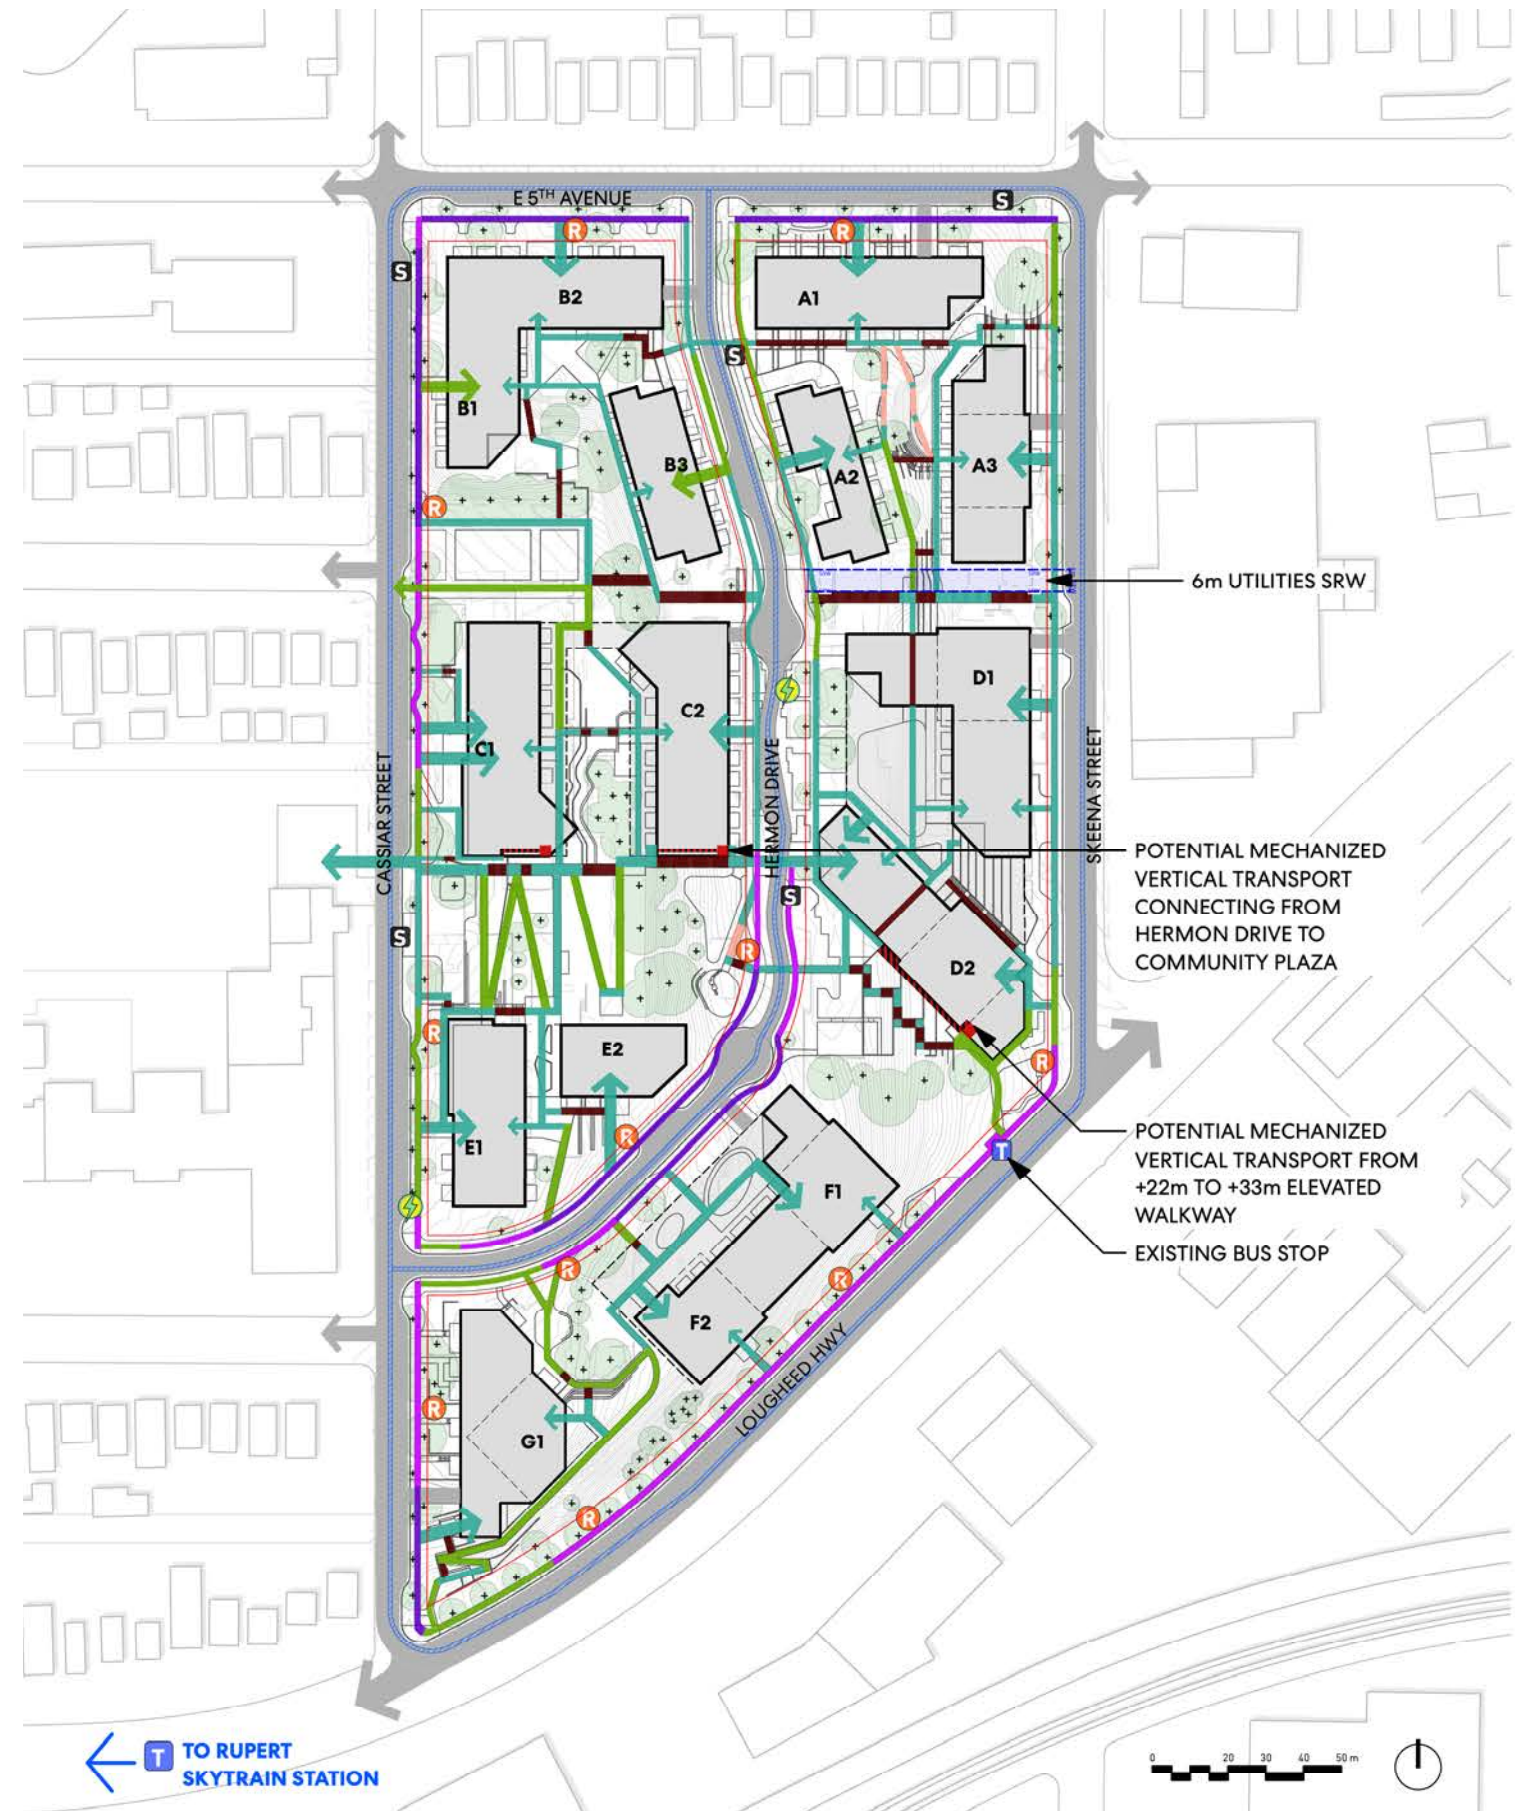 E 5TH AVENUE
S
R
R
S
B2
A1
S
S
B1
B3
A2
A3
R
6m UTILITIES SRW
D1
C2
C1
CASSIAR STREET
HERMON DRIVE
SKEENA STREET
POTENTIAL MECHANIZED
VERTICAL TRANSPORT
CONNECTING FROM
HERMON DRIVE TO
COMMUNITY PLAZA
S
S
R
D2
R
E2
R
E1
R
POTENTIAL MECHANIZED
VERTICAL TRANSPORT FROM
+22m TO +33m ELEVATED
WALKWAY
T
F1
EXISTING BUS STOP
R
R
F2
LOUGHEED HWY
R
G1
R
T TO RUPERT
SKYTRAIN STATION
0 20 30 40 50 m